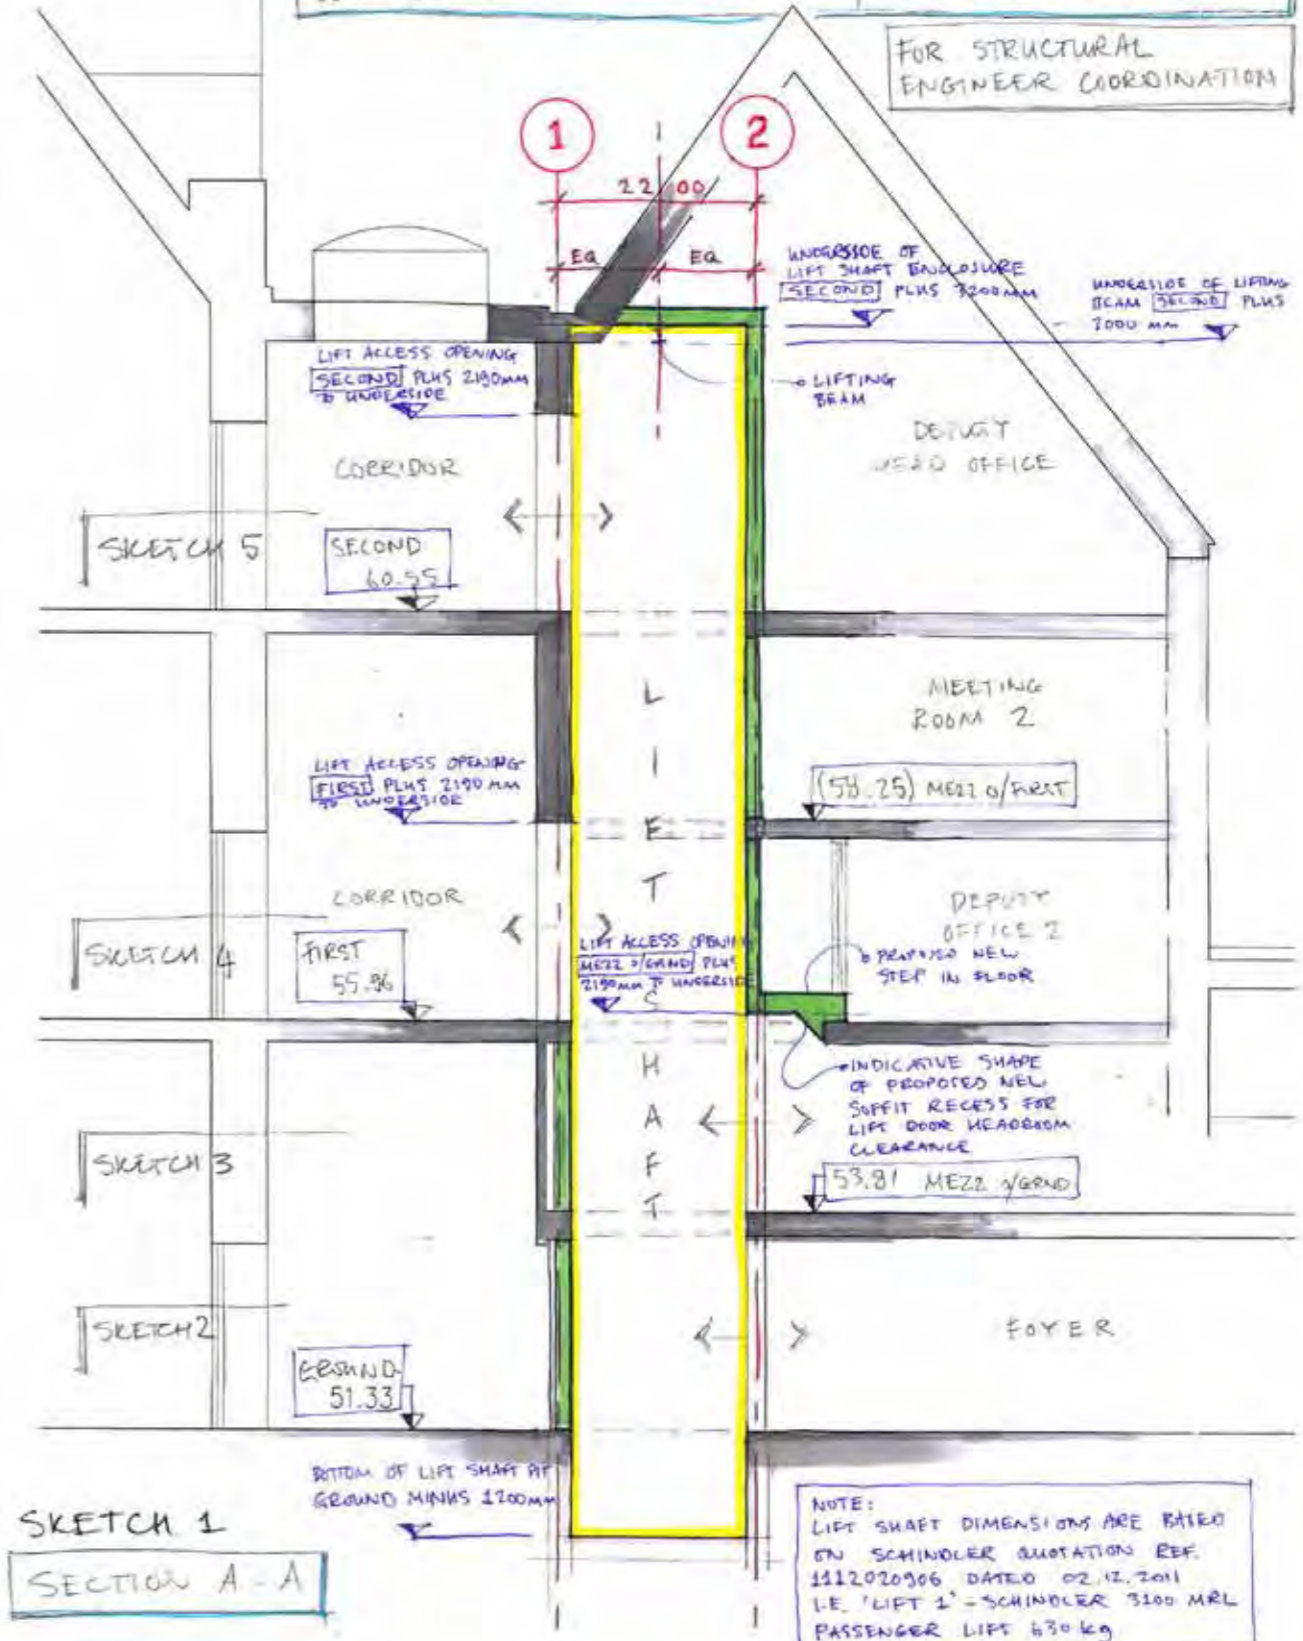 FOR STRUCTURAL
ENGINEER COORDINATION
1
2
2200
EQ
EQ
UNDERSIDE OF
LIFT SHAFT ENCLOSURE
SECOND PLUS 3200MM
UNDERSIDE OF LIFTING
BEAM SECOND PLUS
MM
LIFT ACCESS OPENING
SECOND PLUS 2190MM
TO UNDERSIDE
LIFTING
BEAM
DEPUTY
HEAD OFFICE
CORRIDOR
SKETCH 5
SECOND
60.55
MEETING
ROOM 2
LIFT ACCESS OPENING
FIRST PLUS 2190 MM
TO UNDERSIDE
(58.25) MEZZ O/FIRST
CORRIDOR
DEPUTY
OFFICE 2
SKETCH 4
FIRST
55.96
LIFT ACCESS OPENING
MEZZ O/GRND PLUS
2190MM TO UNDERSIDE
PROPOSED NEW
STEP IN FLOOR
LIFT SHAFT
INDICATIVE SHAPE
OF PROPOSED NEW
SOFFIT RECESS FOR
LIFT DOOR HEADROOM
CLEARANCE
SKETCH 3
53.81 MEZZ O/GRND
SKETCH 2
FOYER
GROUND
51.33
BOTTOM OF LIFT SHAFT PIT
GROUND MINUS 1200MM
SKETCH 1
SECTION A-A
NOTE:
LIFT SHAFT DIMENSIONS ARE BASED
ON SCHINDLER QUOTATION REF.
1112020906 DATED 02.12.2011
I.E. 'LIFT 1' - SCHINDLER 3100 MRL
PASSENGER LIFT 630 kg